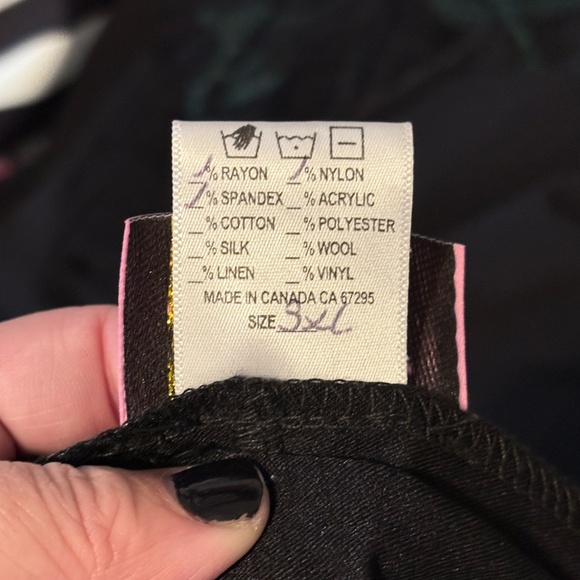 ✓% RAYON ✓% NYLON
✓% SPANDEX _% ACRYLIC
_% COTTON _% POLYESTER
_% SILK _% WOOL
_% LINEN _% VINYL
MADE IN CANADA CA 67295
SIZE 3XL